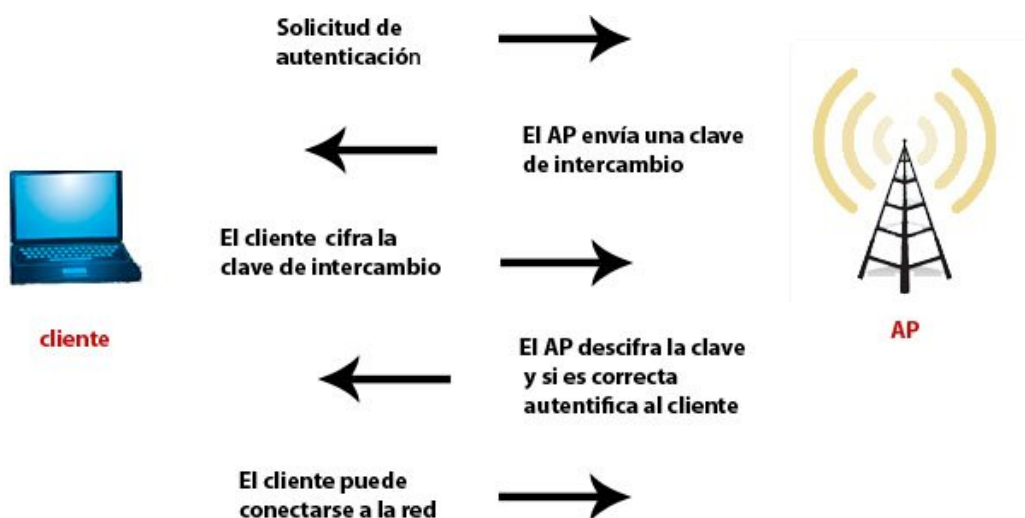 Solicitud de
autenticación
El AP envía una clave
de intercambio
El cliente cifra la
clave de intercambio
cliente
AP
El AP descifra la clave
y si es correcta
autentifica al cliente
El cliente puede
conectarse a la red